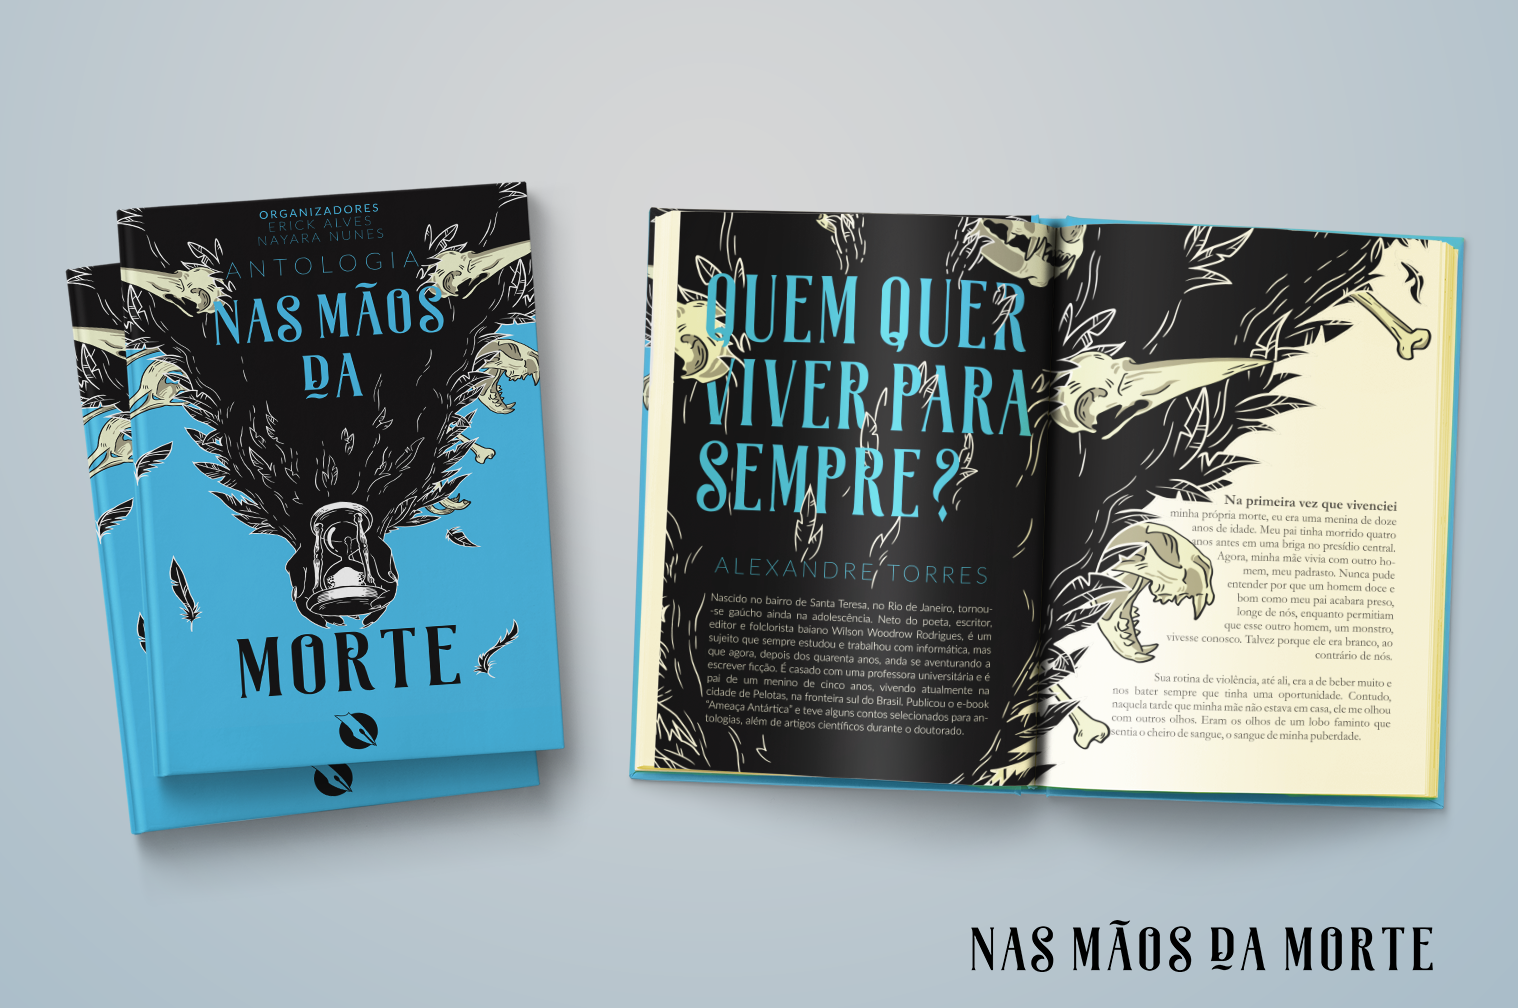 ORGANIZADORES
ERICK ALVES
NAYARA NUNES
ANTOLOGIA
NAS MÃOS
DA
MORTE
QUEM QUER
VIVER PARA
SEMPRE?
ALEXANDRE TORRES
Nascido no bairro de Santa Teresa, no Rio de Janeiro, tornou-
-se gaúcho ainda na adolescência. Neto do poeta, escritor,
editor e folclorista baiano Wilson Woodrow Rodrigues, é um
sujeito que sempre estudou e trabalhou com informática, mas
que agora, depois dos quarenta anos, anda se aventurando a
escrever ficção. É casado com uma professora universitária e é
pai de um menino de cinco anos, vivendo atualmente na
cidade de Pelotas, na fronteira sul do Brasil. Publicou o e-book
“Ameaça Antártica” e teve alguns contos selecionados para an-
tologias, além de artigos científicos durante o doutorado.
Na primeira vez que vivenciei
minha própria morte, eu era uma menina de doze
anos de idade. Meu pai tinha morrido quatro
anos antes em uma briga no presídio central.
Agora, minha mãe vivia com outro ho-
mem, meu padrasto. Nunca pude
entender por que um homem doce e
bom como meu pai acabara preso,
longe de nós, enquanto permitiam
que esse outro homem, um monstro,
vivesse conosco. Talvez porque ele era branco, ao
contrário de nós.
Sua rotina de violência, até ali, era a de beber muito e
nos bater sempre que tinha uma oportunidade. Contudo,
naquela tarde que minha mãe não estava em casa, ele me olhou
com outros olhos. Eram os olhos de um lobo faminto que
sentia o cheiro de sangue, o sangue de minha puberdade.
NAS MÃOS DA MORTE